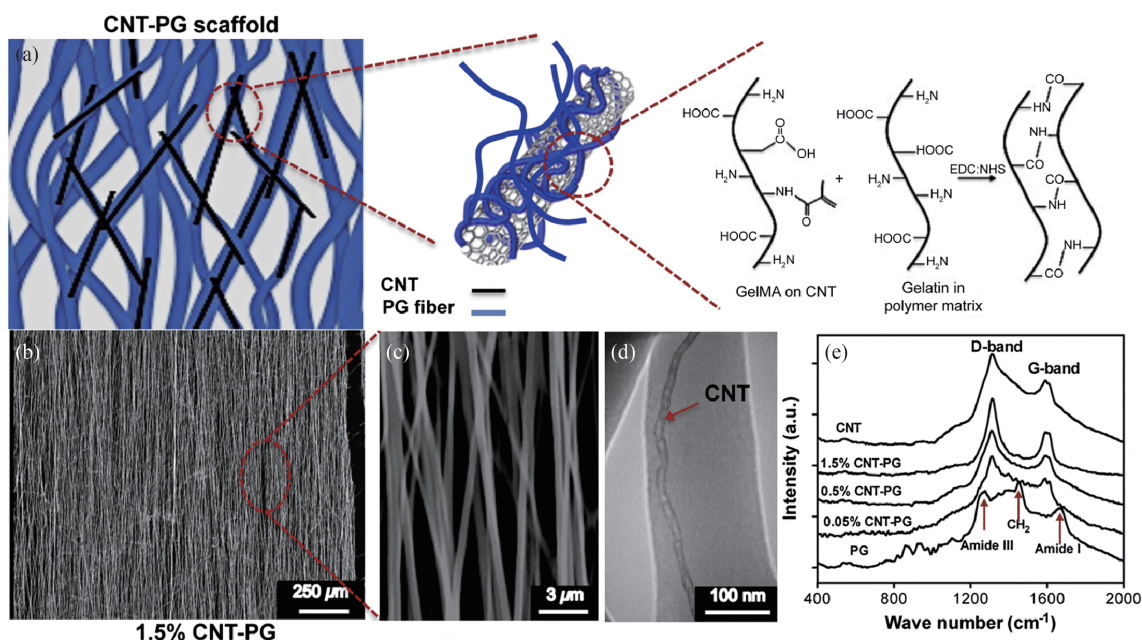 CNT-PG scaffold
(a)
CNT
PG fiber
HOOC
H₂N
O
OH
H₂N
NH
O
HOOC
H₂N
GelMA on CNT
+
HOOC
H₂N
HOOC
H₂N
H₂N
HOOC
H₂N
Gelatin in
polymer matrix
EDC:NHS
CO
HN
NH
CO
CO
NH
CO
NH
(b)
250 µm
1.5% CNT-PG
(c)
3 µm
(d)
CNT
100 nm
(e)
D-band
G-band
CNT
1.5% CNT-PG
0.5% CNT-PG
0.05% CNT-PG
PG
Amide III
CH₂
Amide I
Intensity (a.u.)
400 800 1200 1600 2000
Wave number (cm⁻¹)